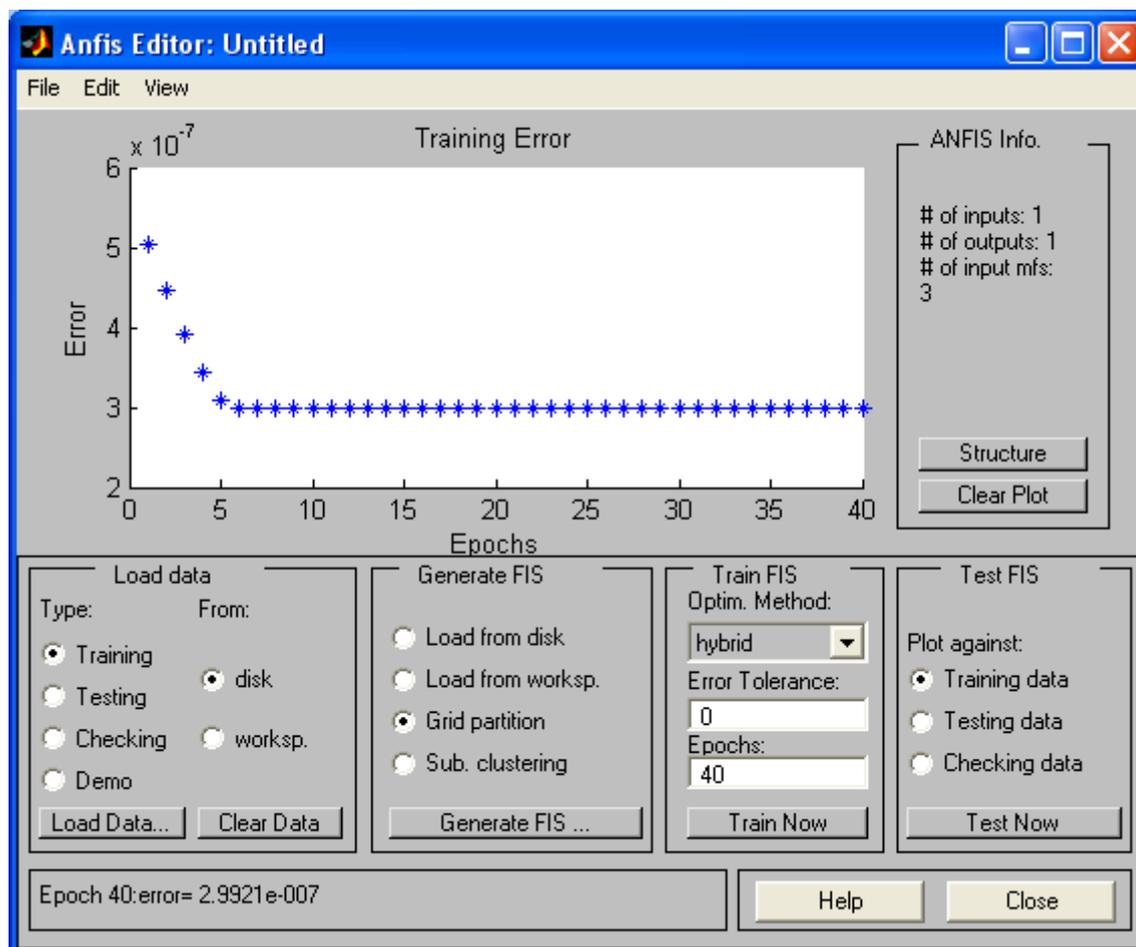 Anfis Editor: Untitled
File Edit View
x 10^-7
Training Error
6
5
4
3
2
Error
0 5 10 15 20 25 30 35 40
Epochs
ANFIS Info.
# of inputs: 1
# of outputs: 1
# of input mfs:
3
Structure
Clear Plot
Load data
Type: From:
Training
Testing
Checking
Demo
disk
worksp.
Load Data... Clear Data
Generate FIS
Load from disk
Load from worksp.
Grid partition
Sub. clustering
Generate FIS ...
Train FIS
Optim. Method:
hybrid
Error Tolerance:
0
Epochs:
40
Train Now
Test FIS
Plot against:
Training data
Testing data
Checking data
Test Now
Epoch 40:error= 2.9921e-007
Help Close